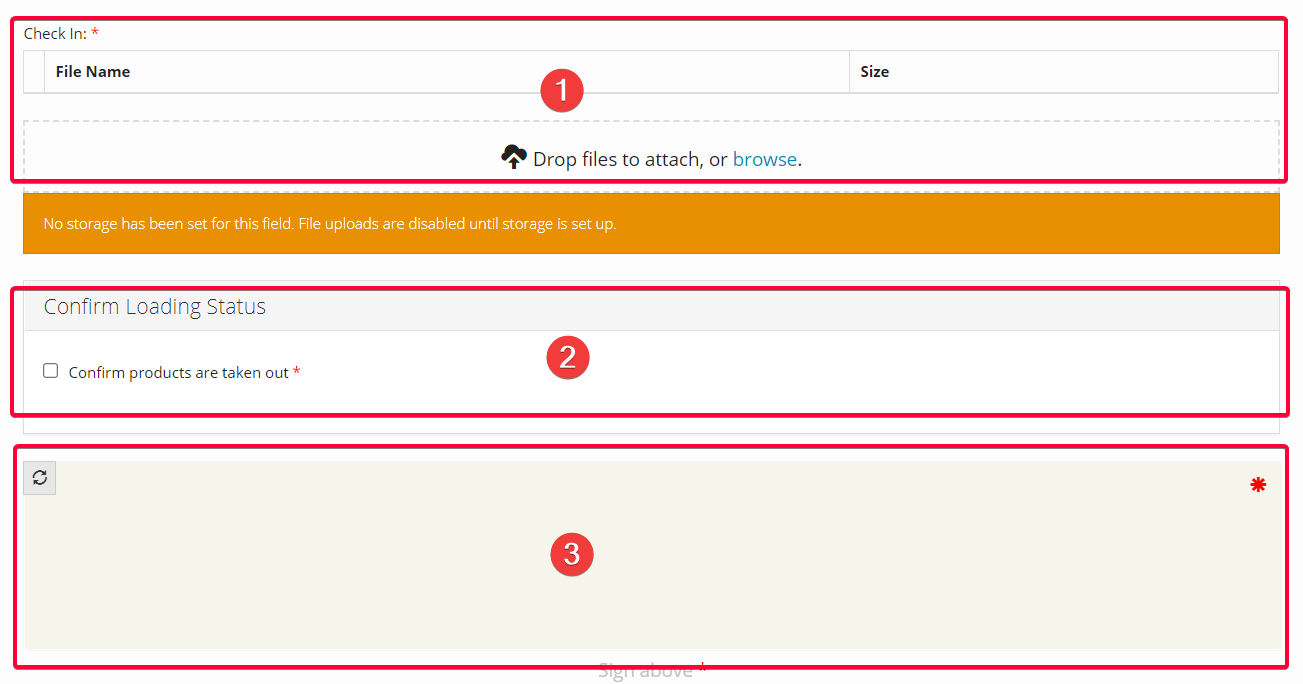 Check In: *
File Name Size
1
Drop files to attach, or browse.
No storage has been set for this field. File uploads are disabled until storage is set up.
Confirm Loading Status
2
Confirm products are taken out *
*
3
Sign above *